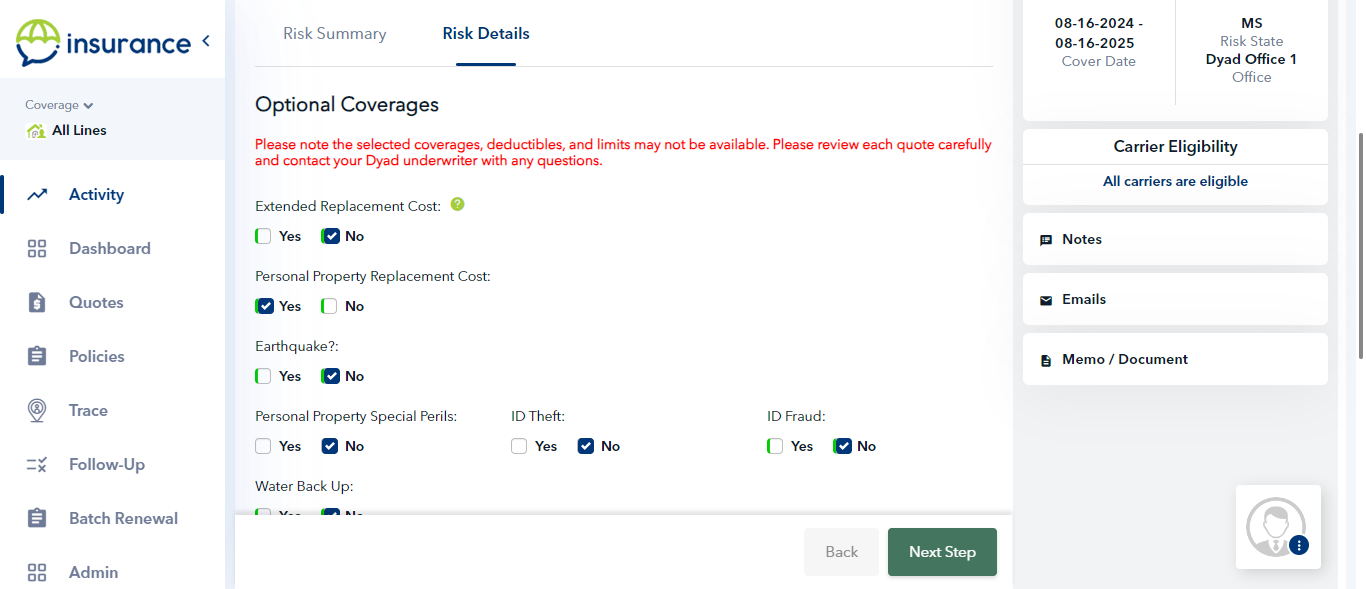 insurance
Coverage
All Lines
Activity
Dashboard
Quotes
Policies
Trace
Follow-Up
Batch Renewal
Admin
Risk Summary
Risk Details
Optional Coverages
Please note the selected coverages, deductibles, and limits may not be available. Please review each quote carefully
and contact your Dyad underwriter with any questions.
Extended Replacement Cost: ?
Yes No
Personal Property Replacement Cost:
Yes No
Earthquake?:
Yes No
Personal Property Special Perils: ID Theft: ID Fraud:
Yes No Yes No Yes No
Water Back Up:
Yes No
Back Next Step
08-16-2024 -
08-16-2025
Cover Date
MS
Risk State
Dyad Office 1
Office
Carrier Eligibility
All carriers are eligible
Notes
Emails
Memo / Document